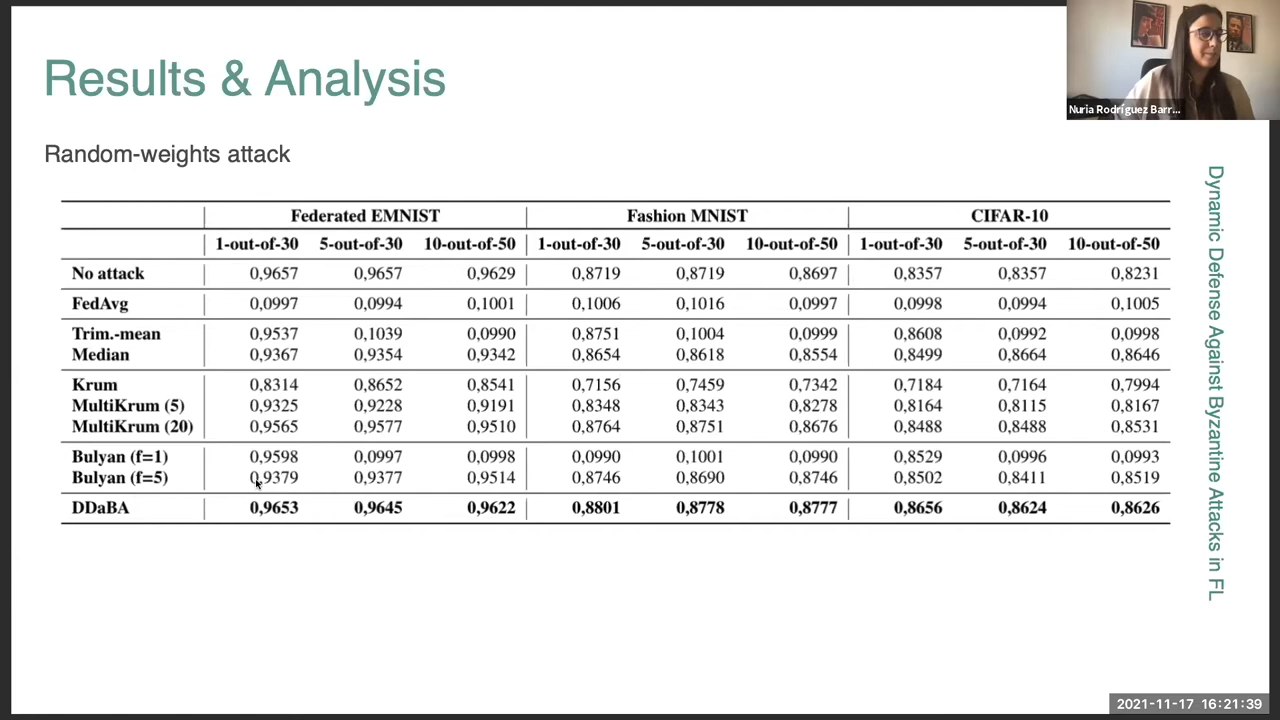 Results & Analysis
Nuria Rodríguez Barr...
Random-weights attack
Federated EMNIST Fashion MNIST CIFAR-10
1-out-of-30 5-out-of-30 10-out-of-50 1-out-of-30 5-out-of-30 10-out-of-50 1-out-of-30 5-out-of-30 10-out-of-50
No attack 0,9657 0,9657 0,9629 0,8719 0,8719 0,8697 0,8357 0,8357 0,8231
FedAvg 0,0997 0,0994 0,1001 0,1006 0,1016 0,0997 0,0998 0,0994 0,1005
Trim.-mean 0,9537 0,1039 0,0990 0,8751 0,1004 0,0999 0,8608 0,0992 0,0998
Median 0,9367 0,9354 0,9342 0,8654 0,8618 0,8554 0,8499 0,8664 0,8646
Krum 0,8314 0,8652 0,8541 0,7156 0,7459 0,7342 0,7184 0,7164 0,7994
MultiKrum (5) 0,9325 0,9228 0,9191 0,8348 0,8343 0,8278 0,8164 0,8115 0,8167
MultiKrum (20) 0,9565 0,9577 0,9510 0,8764 0,8751 0,8676 0,8488 0,8488 0,8531
Bulyan (f=1) 0,9598 0,0997 0,0998 0,0990 0,1001 0,0990 0,8529 0,0996 0,0993
Bulyan (f=5) 0,9379 0,9377 0,9514 0,8746 0,8690 0,8746 0,8502 0,8411 0,8519
DDaBA 0,9653 0,9645 0,9622 0,8801 0,8778 0,8777 0,8656 0,8624 0,8626
Dynamic Defense Against Byzantine Attacks in FL
2021-11-17 16:21:39